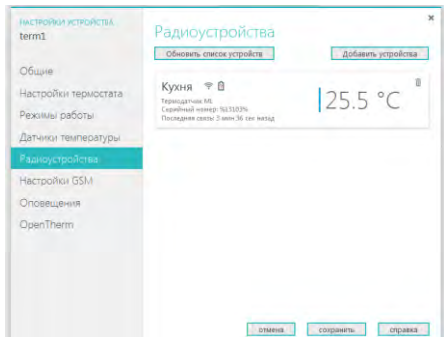 НАСТРОЙКИ УСТРОЙСТВА
term1
Общие
Настройки термостата
Режимы работы
Датчики температуры
Радиоустройства
Настройки GSM
Оповещения
OpenTherm
Радиоустройства
Обновить список устройств
Добавить устройства
Кухня
25.5 °C
Термодатчик ML
Серийный номер:
Последняя связь: 3 мин 36 сек назад
отмена
сохранить
справка